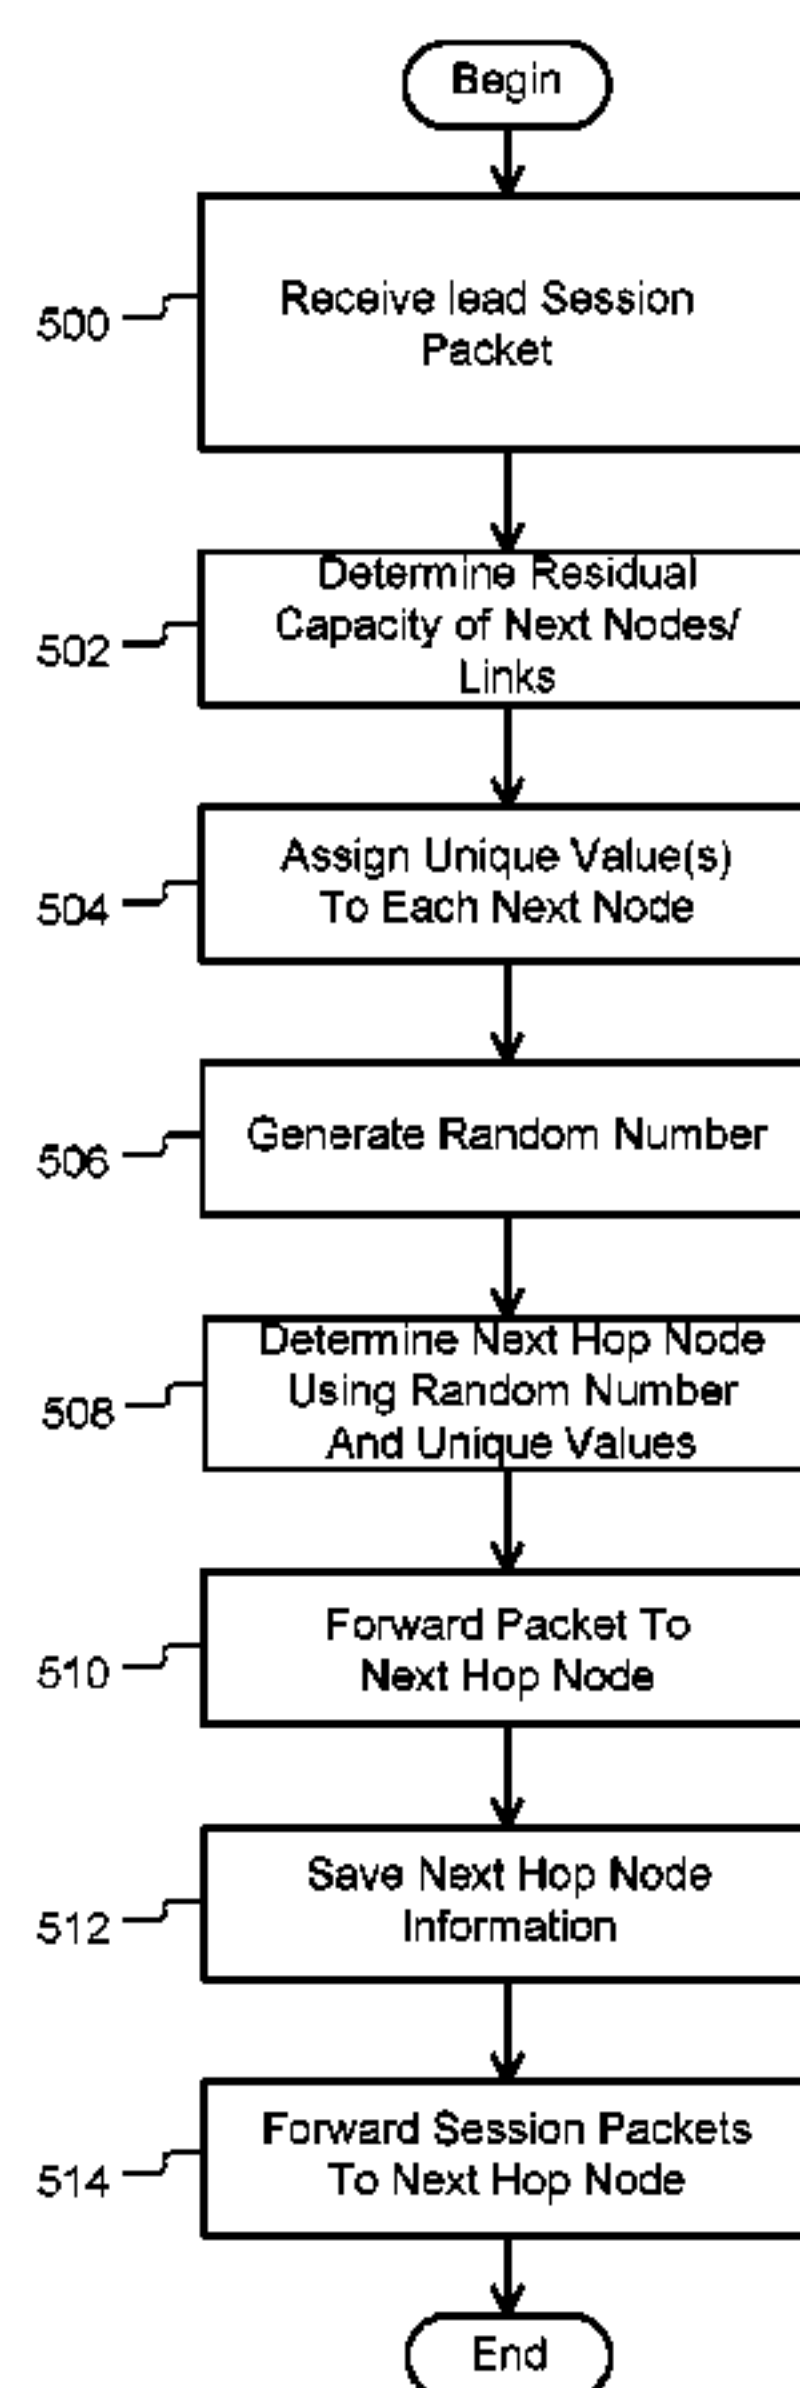 Begin
500
Receive lead Session
Packet
502
Determine Residual
Capacity of Next Nodes/
Links
504
Assign Unique Value(s)
To Each Next Node
506
Generate Random Number
508
Determine Next Hop Node
Using Random Number
And Unique Values
510
Forward Packet To
Next Hop Node
512
Save Next Hop Node
Information
514
Forward Session Packets
To Next Hop Node
End